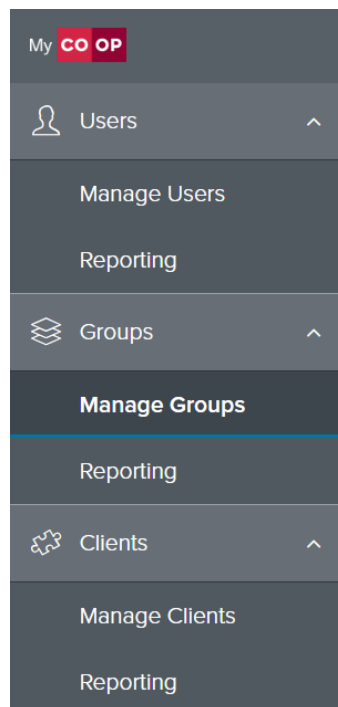 My CO OP
Users
Manage Users
Reporting
Groups
Manage Groups
Reporting
Clients
Manage Clients
Reporting